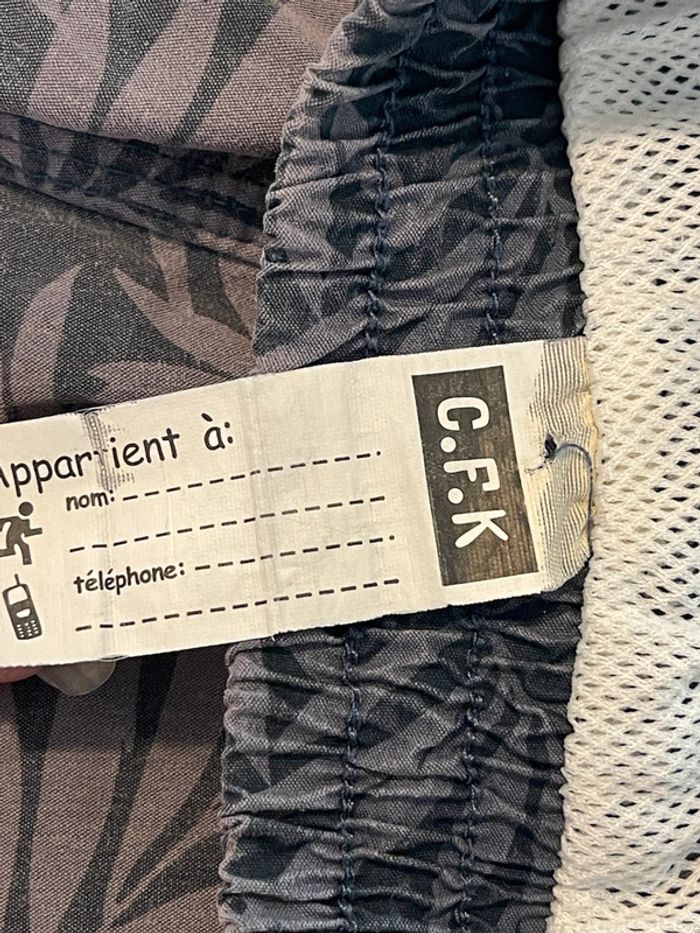 Appartient à:
nom:
téléphone:
C.F.K